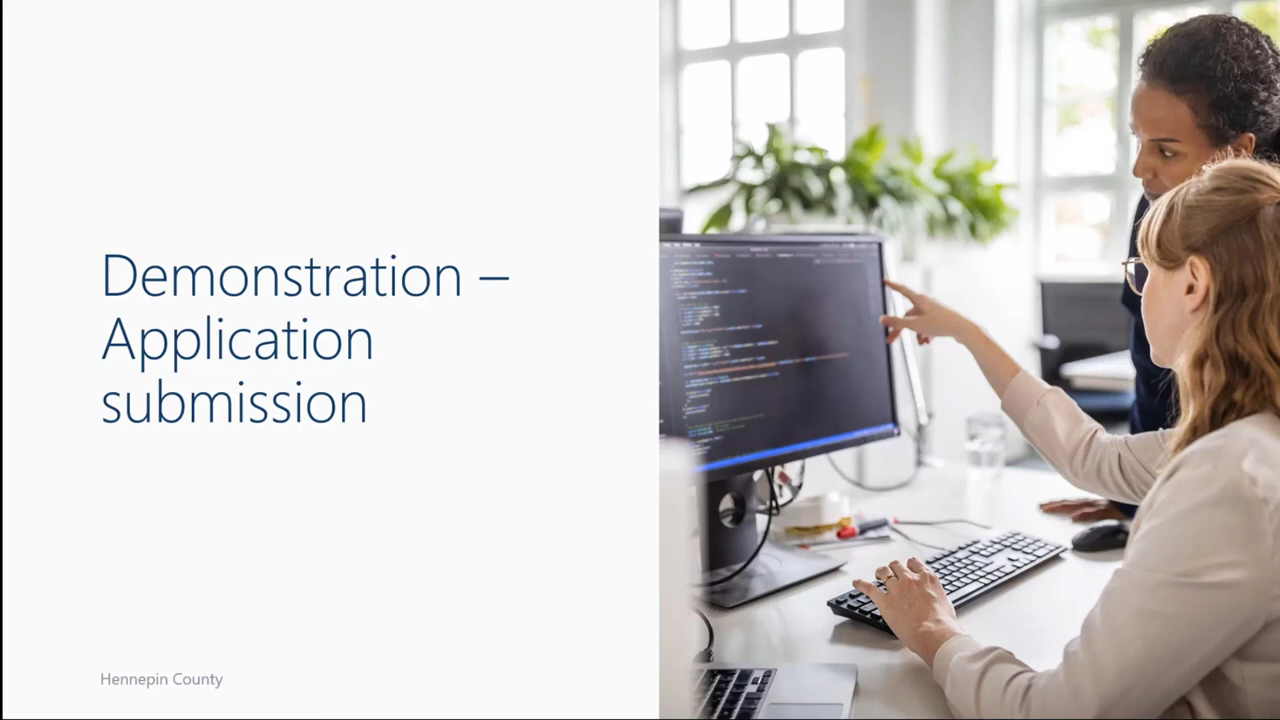 Demonstration –
Application
submission
Hennepin County